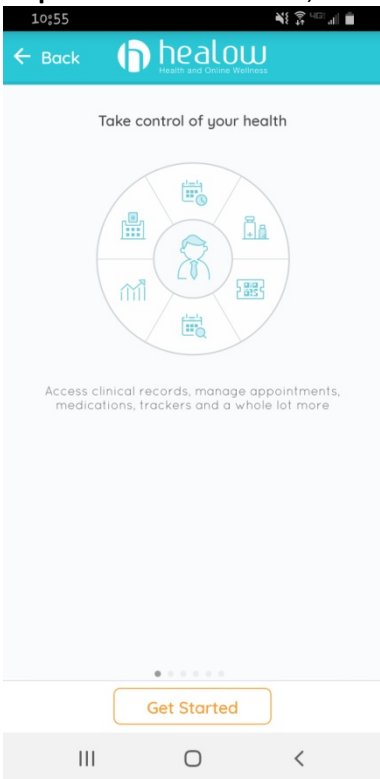 10:55
Back
healow
Health and Online Wellness
Take control of your health
Access clinical records, manage appointments,
medications, trackers and a whole lot more
Get Started